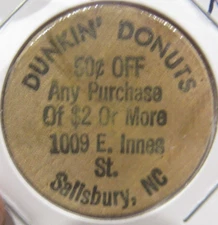 DUNKIN' DONUTS
50¢ OFF
Any Purchase
Of $2 Or More
1009 E. Innes
St.
Salisbury, NC